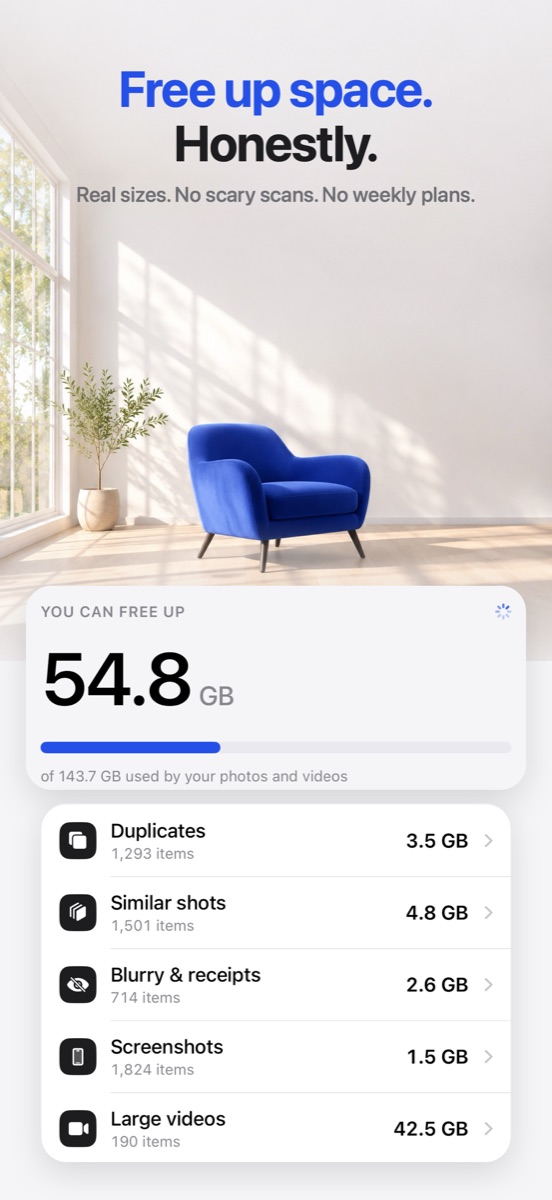 Free up space.
Honestly.
Real sizes. No scary scans. No weekly plans.
YOU CAN FREE UP
54.8 GB
of 143.7 GB used by your photos and videos
Duplicates
1,293 items
3.5 GB
Similar shots
1,501 items
4.8 GB
Blurry & receipts
714 items
2.6 GB
Screenshots
1,824 items
1.5 GB
Large videos
190 items
42.5 GB